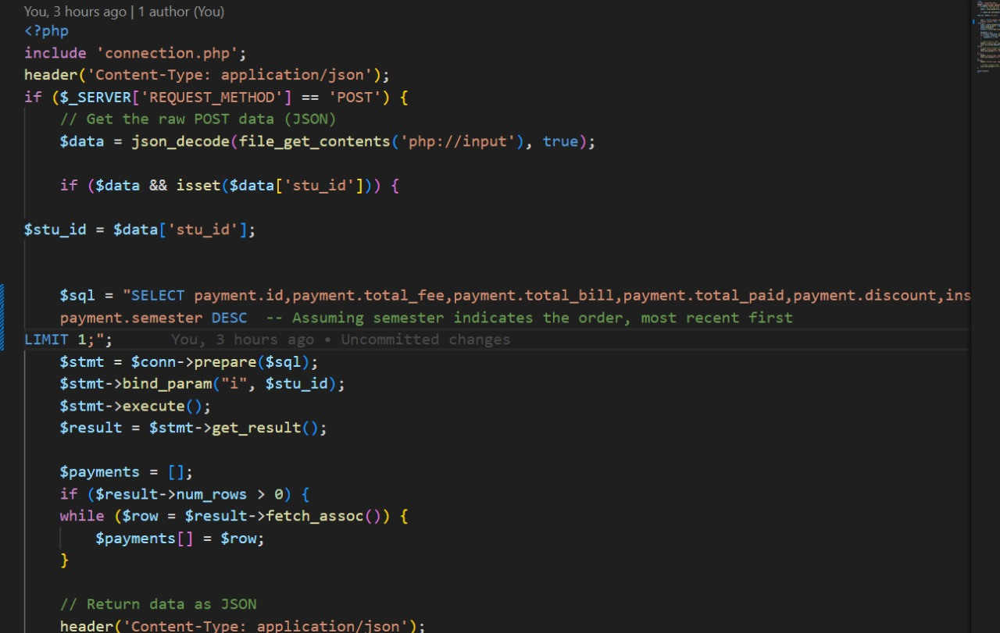 You, 3 hours ago | 1 author (You)
<?php
include 'connection.php';
header('Content-Type: application/json');
if ($_SERVER['REQUEST_METHOD'] == 'POST') {
    // Get the raw POST data (JSON)
    $data = json_decode(file_get_contents('php://input'), true);
    if ($data && isset($data['stu_id'])) {
$stu_id = $data['stu_id'];
    $sql = "SELECT payment.id,payment.total_fee,payment.total_bill,payment.total_paid,payment.discount,ins
    payment.semester DESC  -- Assuming semester indicates the order, most recent first
LIMIT 1;";      You, 3 hours ago • Uncommitted changes
    $stmt = $conn->prepare($sql);
    $stmt->bind_param("i", $stu_id);
    $stmt->execute();
    $result = $stmt->get_result();
    $payments = [];
    if ($result->num_rows > 0) {
    while ($row = $result->fetch_assoc()) {
        $payments[] = $row;
    }
    // Return data as JSON
    header('Content-Type: application/json');